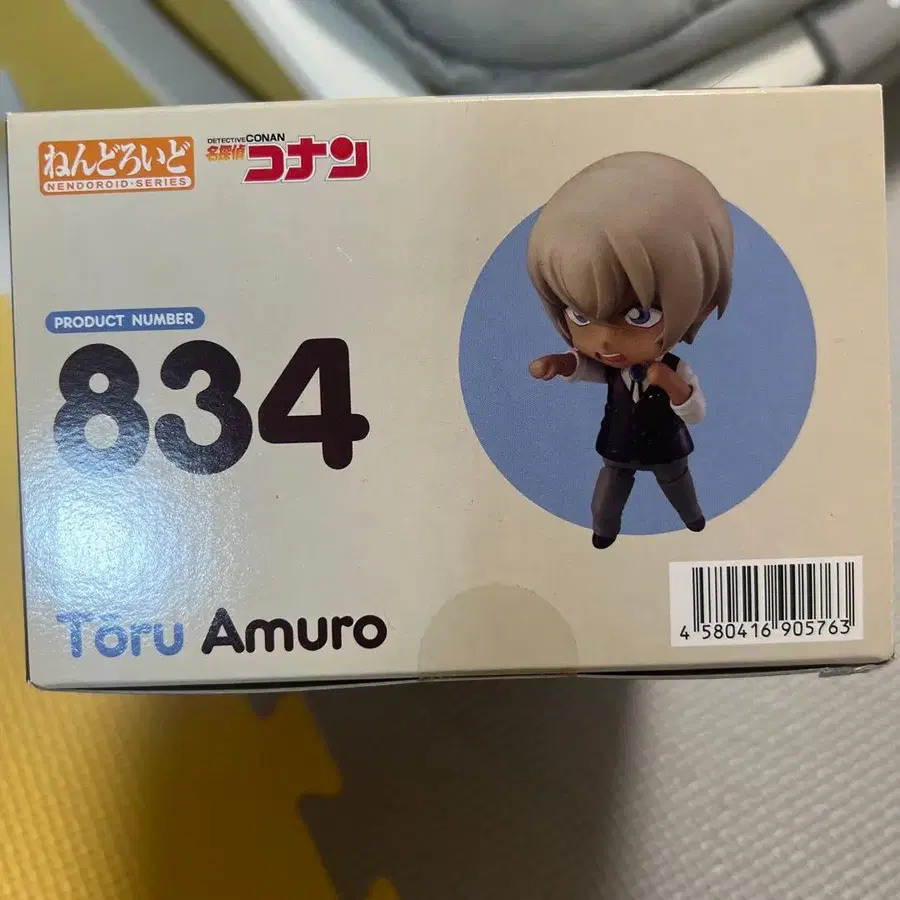 ねんどろいど
NENDOROID SERIES
DETECTIVE CONAN
名探偵
コナン
PRODUCT NUMBER
834
Tōru Amuro
4 580416 905763